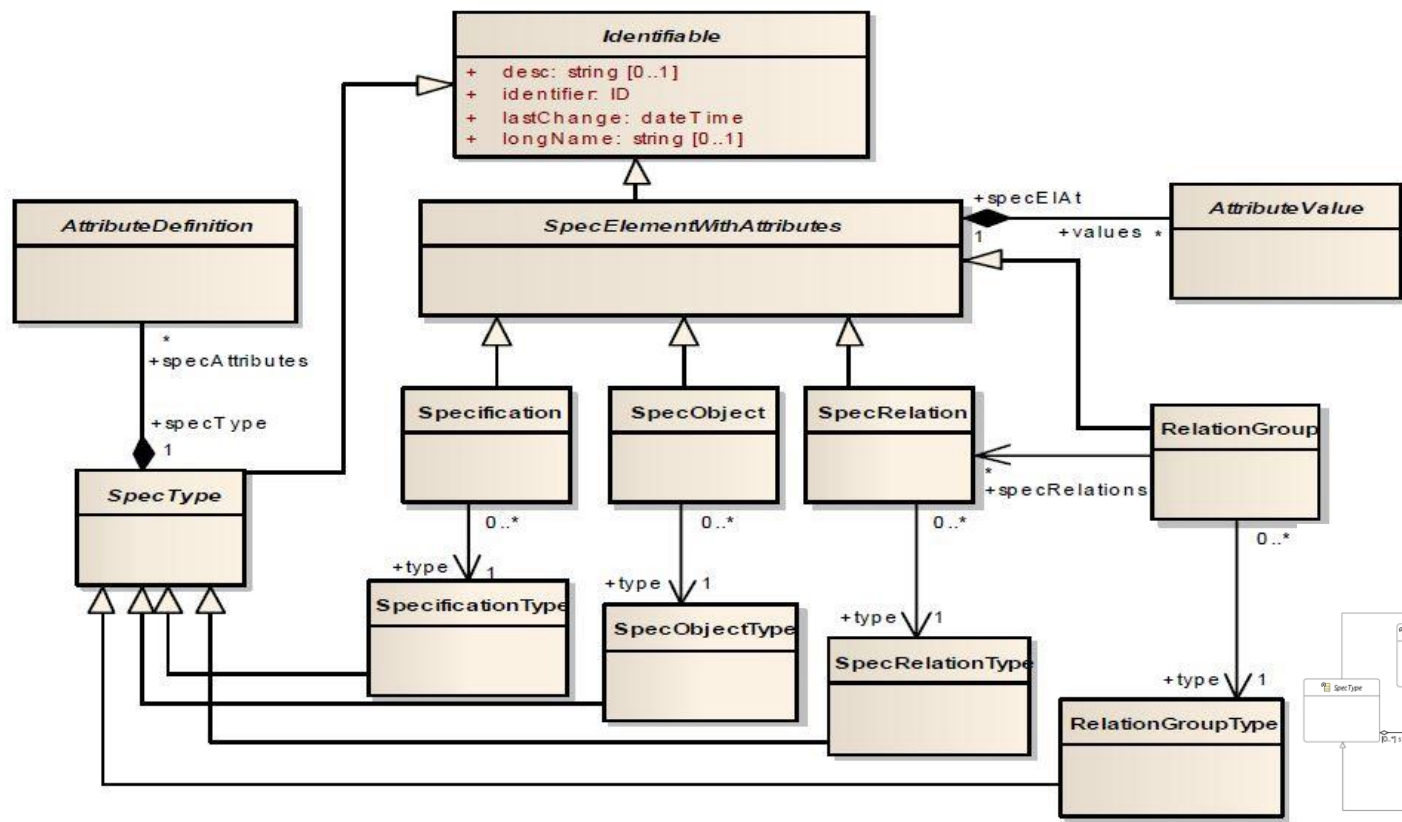 Identifiable
+ desc: string [0..1]
+ identifier: ID
+ lastChange: dateTime
+ longName: string [0..1]
AttributeDefinition
SpecElementWithAttributes
+specElAt
1
+values *
AttributeValue
*
+specAttributes
+specType
1
SpecType
Specification
SpecObject
SpecRelation
RelationGroup
*
+specRelations
0..*
0..*
0..*
0..*
+type 1
+type 1
+type 1
+type 1
SpecificationType
SpecObjectType
SpecRelationType
RelationGroupType
SpecType